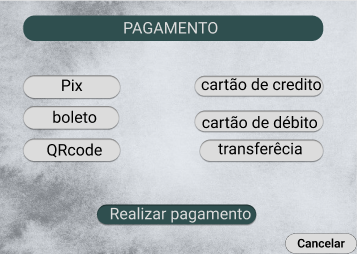 PAGAMENTO
Pix
cartão de credito
boleto
cartão de débito
QRcode
transferêcia
Realizar pagamento
Cancelar